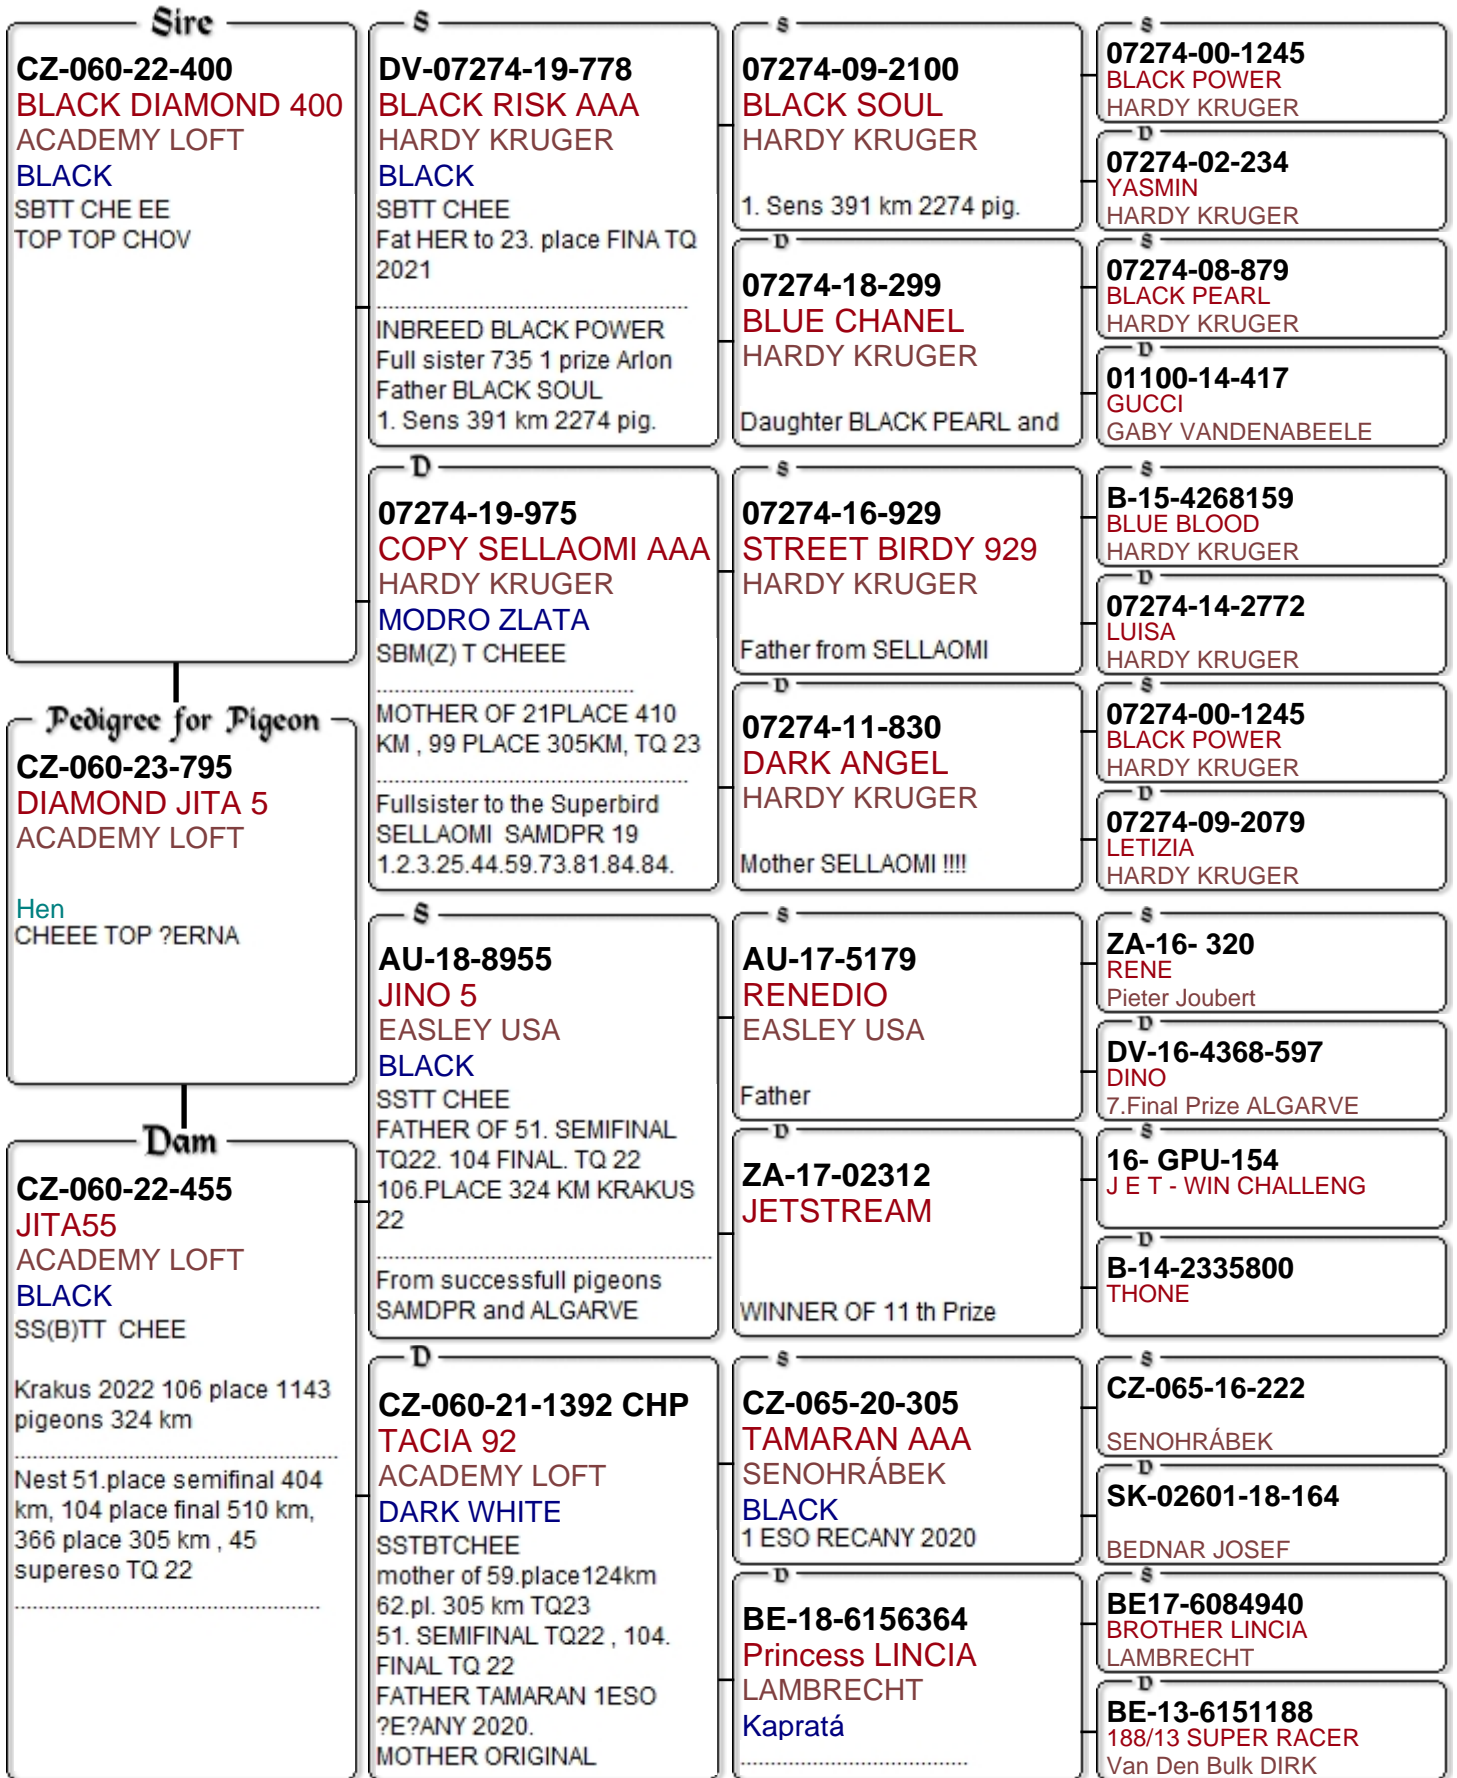 Sire
CZ-060-22-400
BLACK DIAMOND 400
ACADEMY LOFT
BLACK
SBTT CHE EE
TOP TOP CHOV
Pedigree for Pigeon
CZ-060-23-795
DIAMOND JITA 5
ACADEMY LOFT
Hen
CHEEE TOP ?ERNA
Dam
CZ-060-22-455
JITA55
ACADEMY LOFT
BLACK
SS(B)TT CHEE
Krakus 2022 106 place 1143
pigeons 324 km
Nest 51.place semifinal 404
km, 104 place final 510 km,
366 place 305 km , 45
supereso TQ 22
S
DV-07274-19-778
BLACK RISK AAA
HARDY KRUGER
BLACK
SBTT CHEE
Fat HER to 23. place FINA TQ
2021
INBREED BLACK POWER
Full sister 735 1 prize Arlon
Father BLACK SOUL
1. Sens 391 km 2274 pig.
D
07274-19-975
COPY SELLAOMI AAA
HARDY KRUGER
MODRO ZLATA
SBM(Z) T CHEEE
MOTHER OF 21PLACE 410
KM , 99 PLACE 305KM, TQ 23
Fullsister to the Superbird
SELLAOMI SAMDPR 19
1.2.3.25.44.59.73.81.84.84.
S
AU-18-8955
JINO 5
EASLEY USA
BLACK
SSTT CHEE
FATHER OF 51. SEMIFINAL
TQ22. 104 FINAL. TQ 22
106.PLACE 324 KM KRAKUS
22
From successfull pigeons
SAMDPR and ALGARVE
D
CZ-060-21-1392 CHP
TACIA 92
ACADEMY LOFT
DARK WHITE
SSTBTCHEE
mother of 59.place124km
62.pl. 305 km TQ23
51. SEMIFINAL TQ22 , 104.
FINAL TQ 22
FATHER TAMARAN 1ESO
?E?ANY 2020.
MOTHER ORIGINAL
S
07274-09-2100
BLACK SOUL
HARDY KRUGER
1. Sens 391 km 2274 pig.
D
07274-18-299
BLUE CHANEL
HARDY KRUGER
Daughter BLACK PEARL and
S
07274-16-929
STREET BIRDY 929
HARDY KRUGER
Father from SELLAOMI
D
07274-11-830
DARK ANGEL
HARDY KRUGER
Mother SELLAOMI !!!!
S
AU-17-5179
RENEDIO
EASLEY USA
Father
D
ZA-17-02312
JETSTREAM
WINNER OF 11 th Prize
S
CZ-065-20-305
TAMARAN AAA
SENOHRÁBEK
BLACK
1 ESO RECANY 2020
D
BE-18-6156364
Princess LINCIA
LAMBRECHT
Kapratá
S
07274-00-1245
BLACK POWER
HARDY KRUGER
D
07274-02-234
YASMIN
HARDY KRUGER
S
07274-08-879
BLACK PEARL
HARDY KRUGER
D
01100-14-417
GUCCI
GABY VANDENABEELE
S
B-15-4268159
BLUE BLOOD
HARDY KRUGER
D
07274-14-2772
LUISA
HARDY KRUGER
S
07274-00-1245
BLACK POWER
HARDY KRUGER
D
07274-09-2079
LETIZIA
HARDY KRUGER
S
ZA-16- 320
RENE
Pieter Joubert
D
DV-16-4368-597
DINO
7.Final Prize ALGARVE
S
16- GPU-154
J E T - WIN CHALLENG
D
B-14-2335800
THONE
S
CZ-065-16-222
SENOHRÁBEK
D
SK-02601-18-164
BEDNAR JOSEF
S
BE17-6084940
BROTHER LINCIA
LAMBRECHT
D
BE-13-6151188
188/13 SUPER RACER
Van Den Bulk DIRK